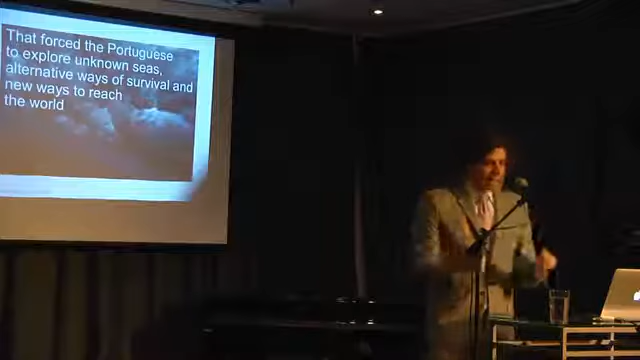 That forced the Portuguese
to explore unknown seas,
alternative ways of survival and
new ways to reach
the world